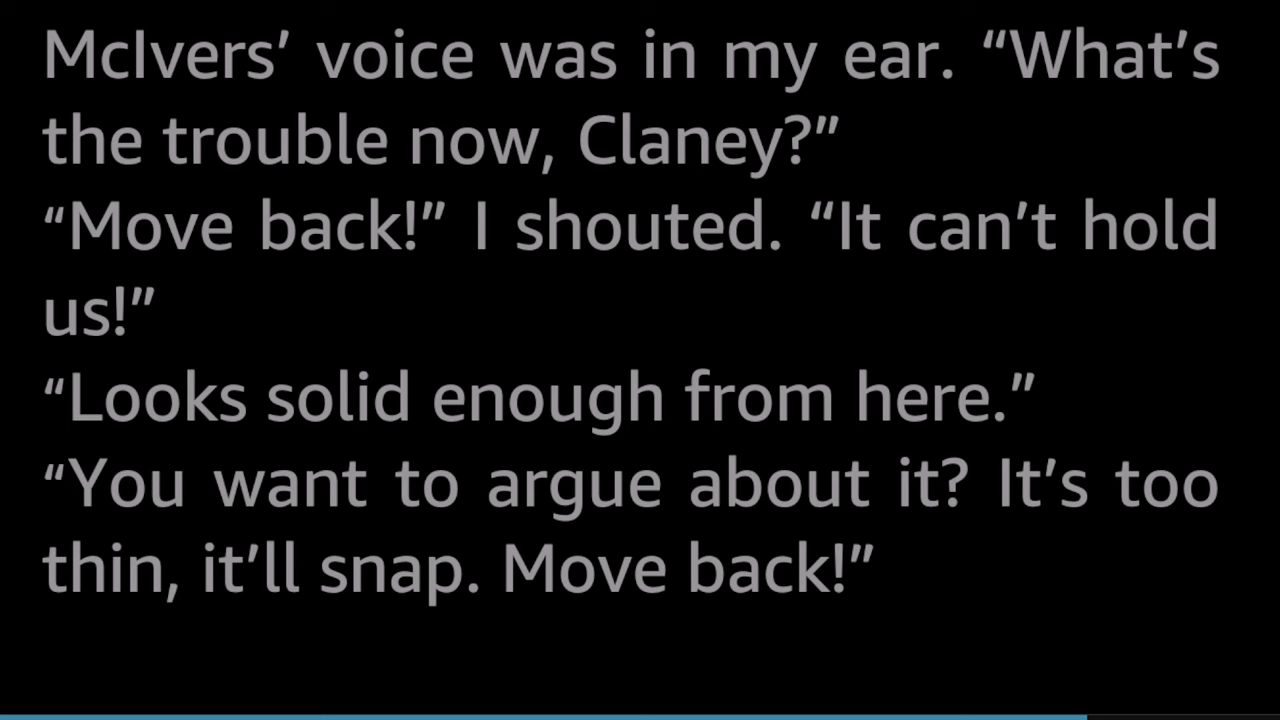 McIvers’ voice was in my ear. “What’s
the trouble now, Claney?”
“Move back!” I shouted. “It can’t hold
us!”
“Looks solid enough from here.”
“You want to argue about it? It’s too
thin, it’ll snap. Move back!”